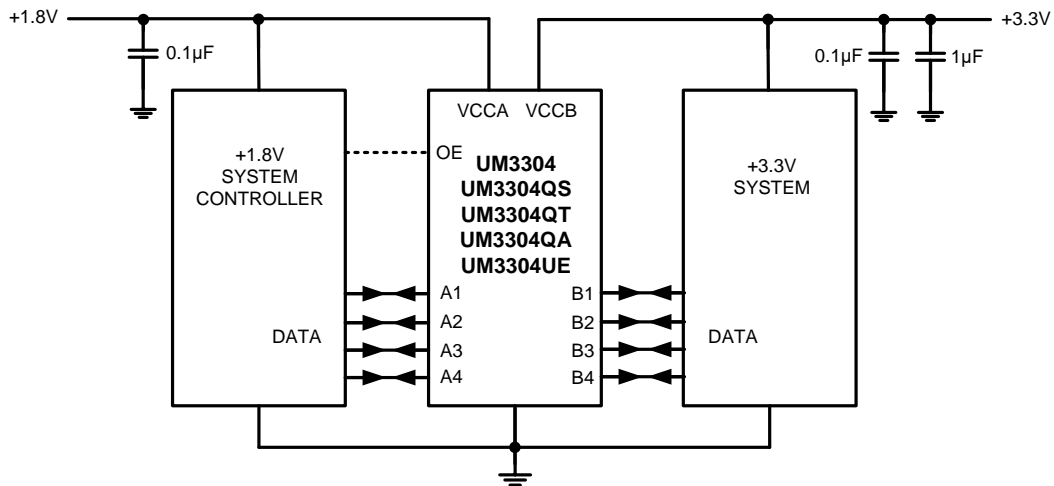 +1.8V
+3.3V
0.1µF
0.1µF
1µF
VCCA
VCCB
OE
+1.8V
SYSTEM
CONTROLLER
UM3304
UM3304QS
UM3304QT
UM3304QA
UM3304UE
+3.3V
SYSTEM
A1
A2
A3
A4
B1
B2
B3
B4
DATA
DATA